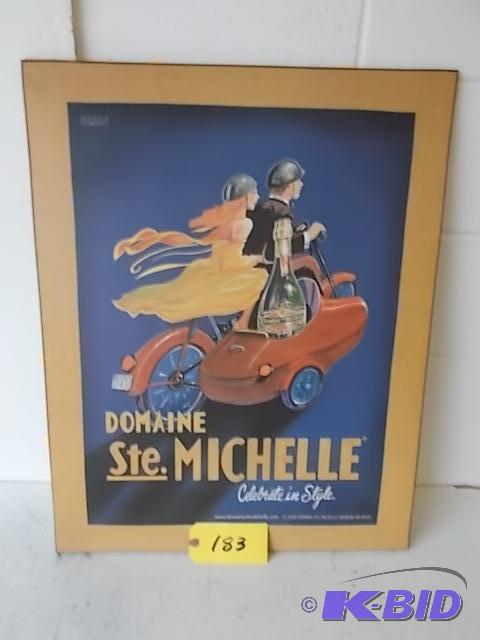 DOMAINE
Ste. MICHELLE®
Celebrate in Style.
183
© K-BID